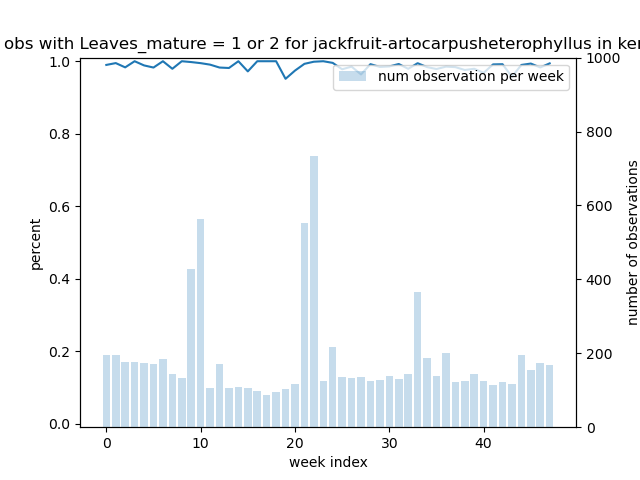 obs with Leaves_mature = 1 or 2 for jackfruit-artocarpusheterophyllus in
num observation per week
1.0
0.8
0.6
0.4
0.2
0.0
percent
1000
800
600
400
200
0
number of observations
0 10 20 30 40
week index